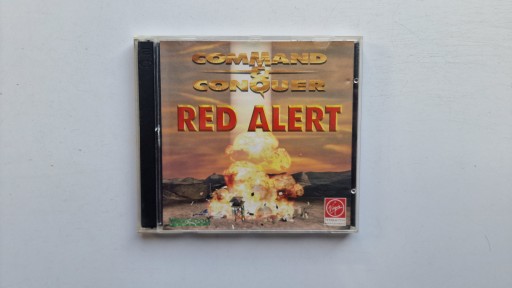 COMMAND
&
CONQUER
RED ALERT
Virgin